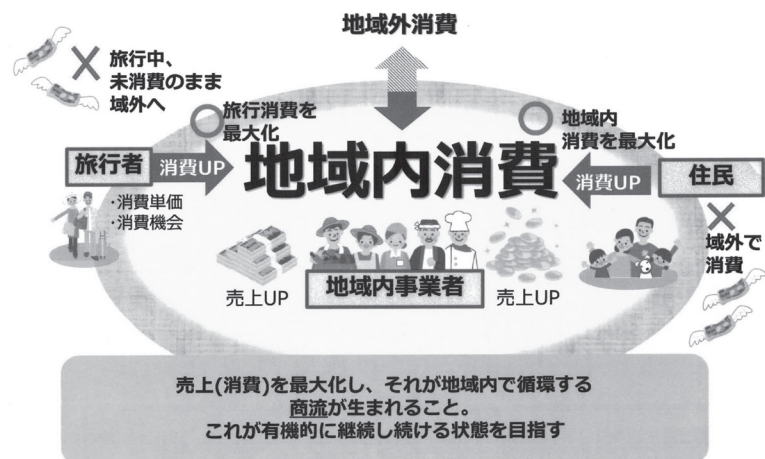 地域外消費
旅行中、
未消費のまま
域外へ
旅行消費を
最大化
地域内
消費を最大化
旅行者
消費UP
地域内消費
消費UP
住民
・消費単価
・消費機会
域外で
消費
売上UP
地域内事業者
売上UP
売上(消費)を最大化し、それが地域内で循環する
商流が生まれること。
これが有機的に継続し続ける状態を目指す